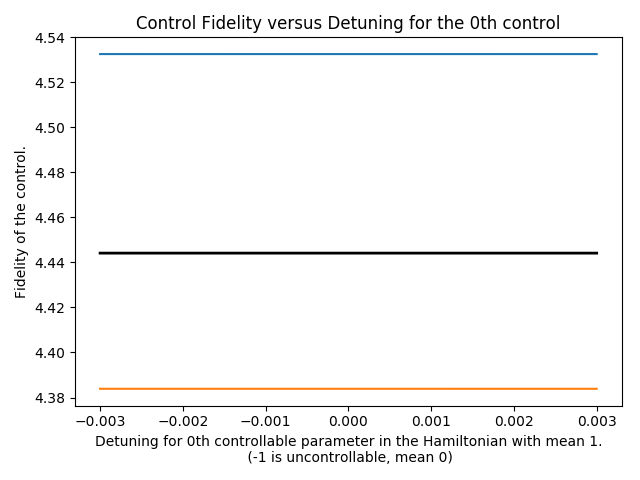 Control Fidelity versus Detuning for the 0th control
4.54
4.52
4.50
4.48
4.46
4.44
4.42
4.40
4.38
Fidelity of the control.
−0.003 −0.002 −0.001 0.000 0.001 0.002 0.003
Detuning for 0th controllable parameter in the Hamiltonian with mean 1.
(-1 is uncontrollable, mean 0)